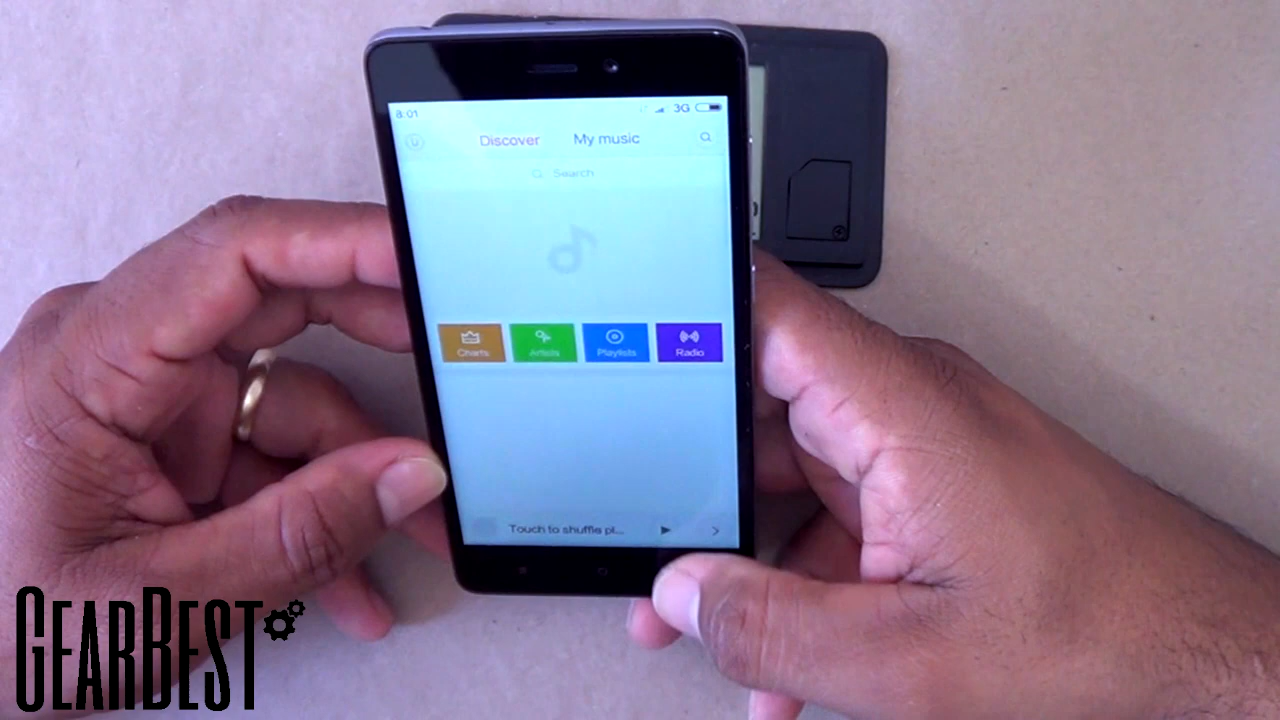 8:01 3G
Discover My music
Search
Charts Artists Playlists Radio
Touch to shuffle pl...
GEARBEST